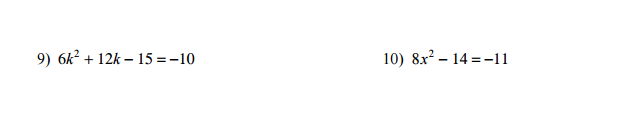 9) 6k² + 12k – 15 = –10 10) 8x² – 14 = –11